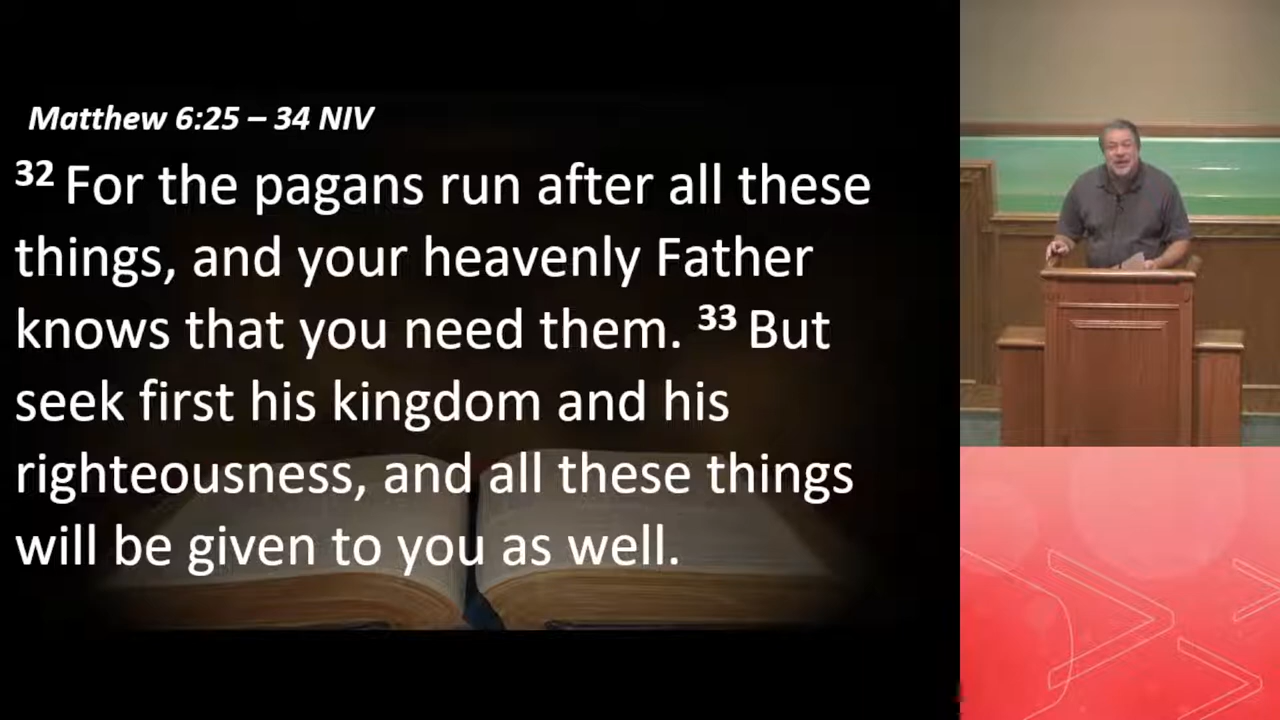 Matthew 6:25 – 34 NIV
32 For the pagans run after all these
things, and your heavenly Father
knows that you need them. 33 But
seek first his kingdom and his
righteousness, and all these things
will be given to you as well.